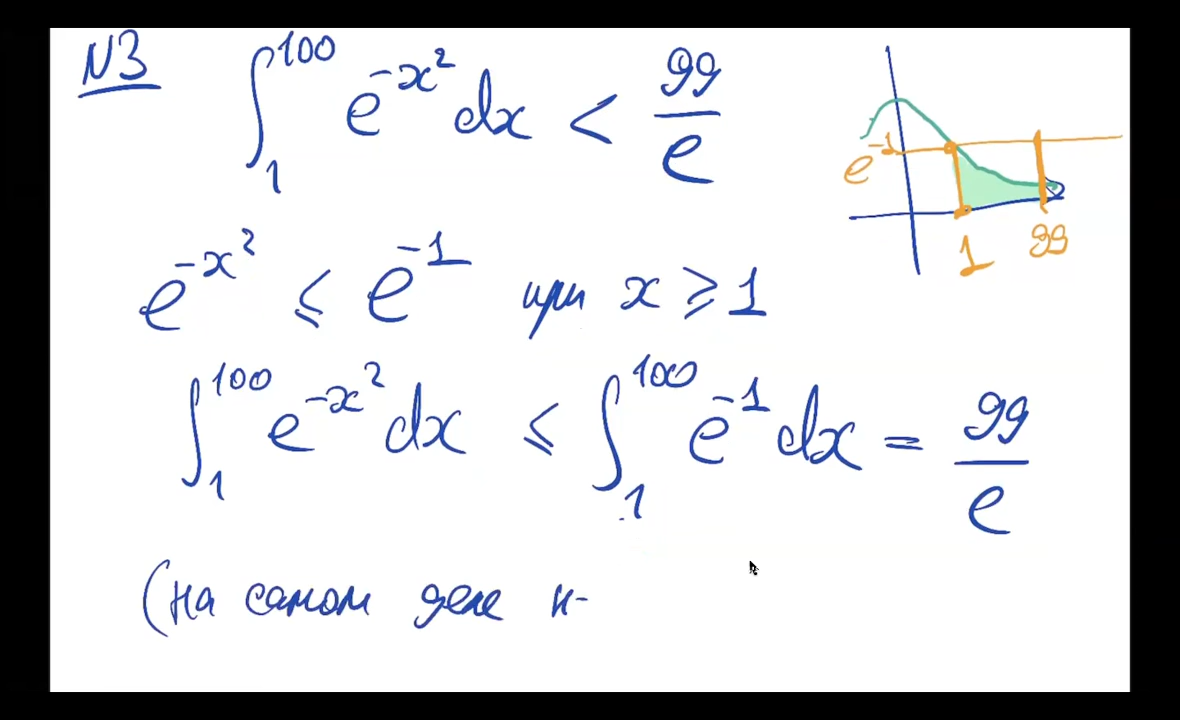 N3 ∫₁¹⁰⁰ e^{-x²} dx < 99/e
e^{-1}
1 99
e^{-x²} ⩽ e^{-1} при x ⩾ 1
∫₁¹⁰⁰ e^{-x²} dx ⩽ ∫₁¹⁰⁰ e^{-1} dx = 99/e
(на самом деле н-